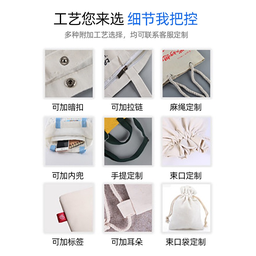 工艺您来选 细节我把控
多种附加工艺选择，均可联系客服定制
可加暗扣 可加拉链 麻绳定制
可加内兜 手提定制 束口定制
可加标签 可加耳朵 束口袋定制